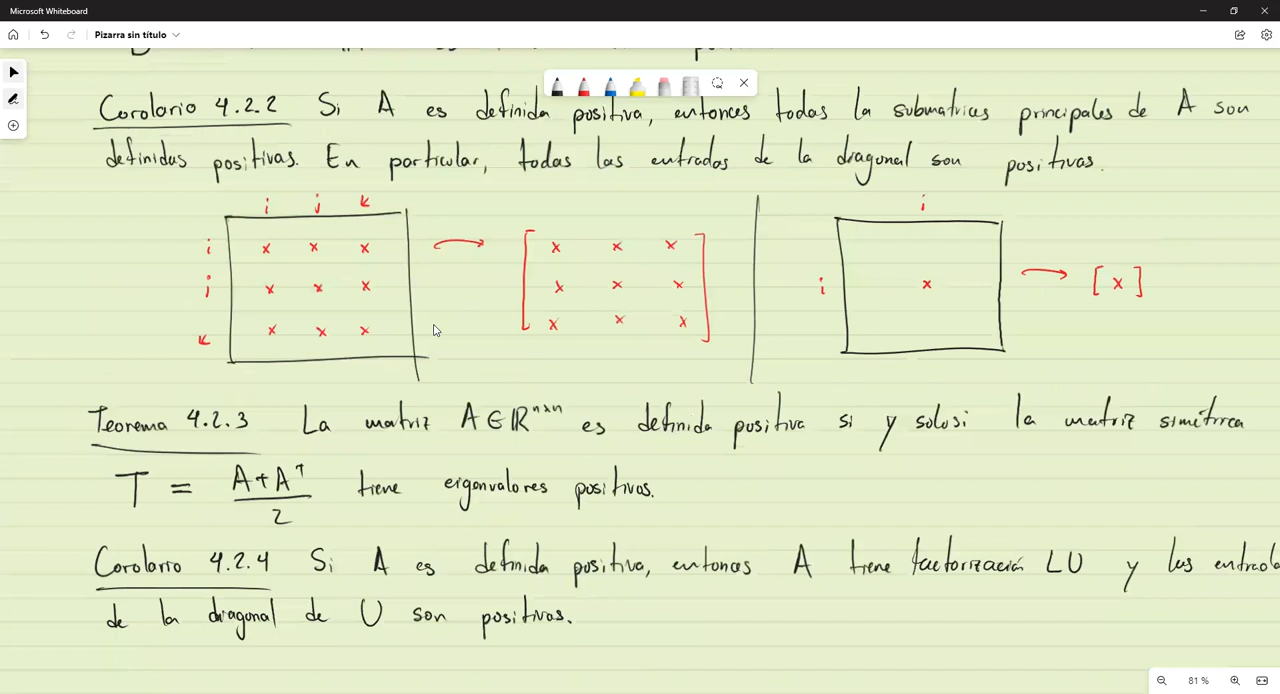 Microsoft Whiteboard
Pizarra sin título
Corolario 4.2.2 Si A es definida positiva, entonces todas la submatrices principales de A son
definidas positivas. En particular, todas las entradas de la diagonal son positivas.
i j k
i
i x x x
x x x
j x x x
x x x
i x
[x]
k x x x
x x x
Teorema 4.2.3 La matriz A ∈ ℝⁿˣⁿ es definida positiva si y solo si la matriz simétrica
T = (A + Aᵀ)/2 tiene eigenvalores positivos.
Corolario 4.2.4 Si A es definida positiva, entonces A tiene factorización LU y las entrada
de la diagonal de U son positivas.
81 %